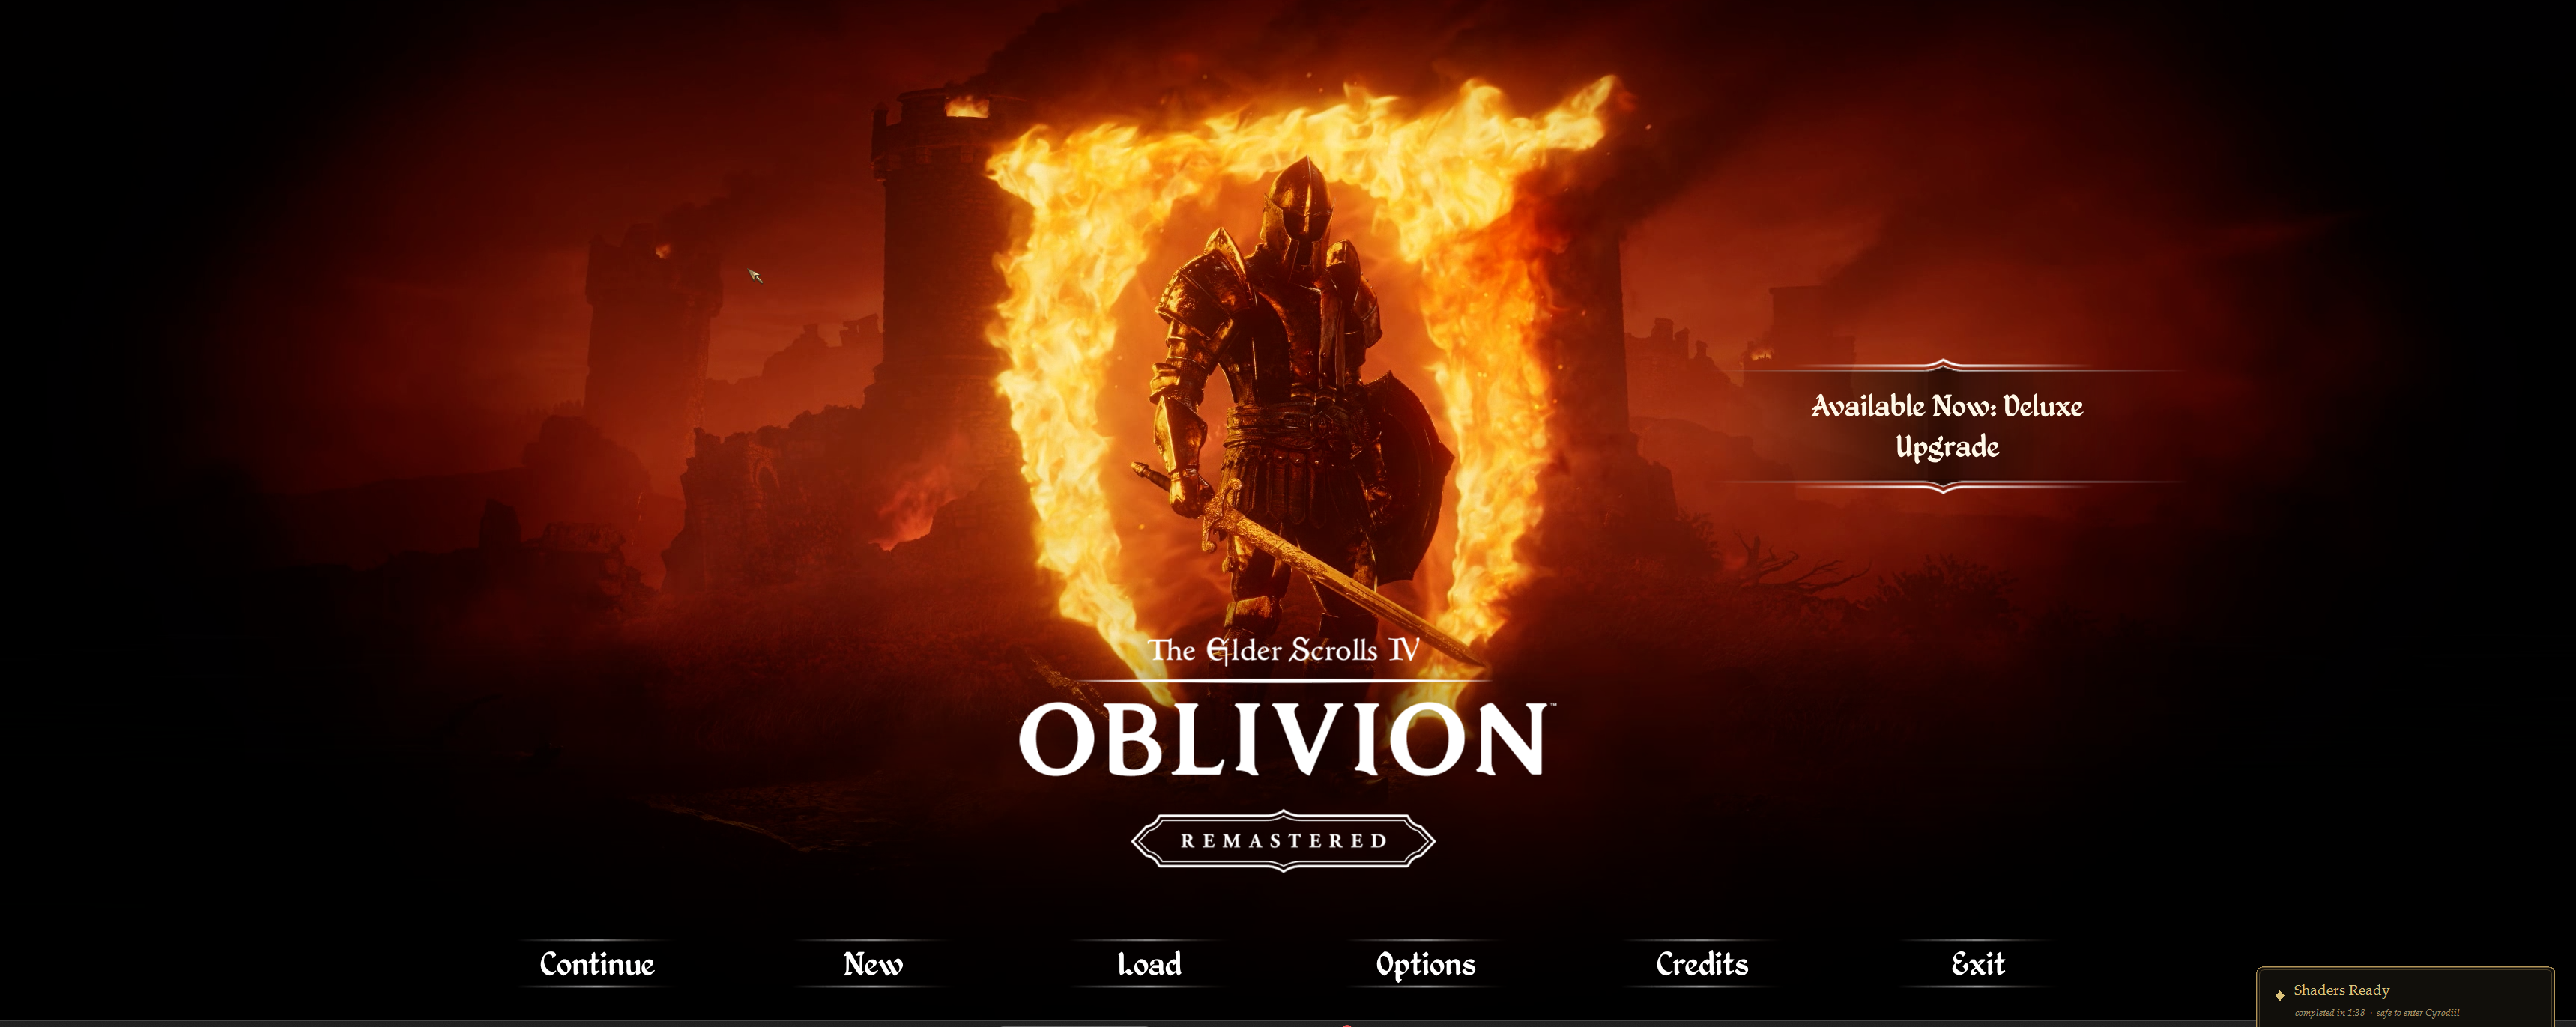 Available Now: Deluxe
Upgrade
The Elder Scrolls IV
OBLIVION™
REMASTERED
Continue
New
Load
Options
Credits
Exit
Shaders Ready
completed in 1:38 · safe to enter Cyrodiil